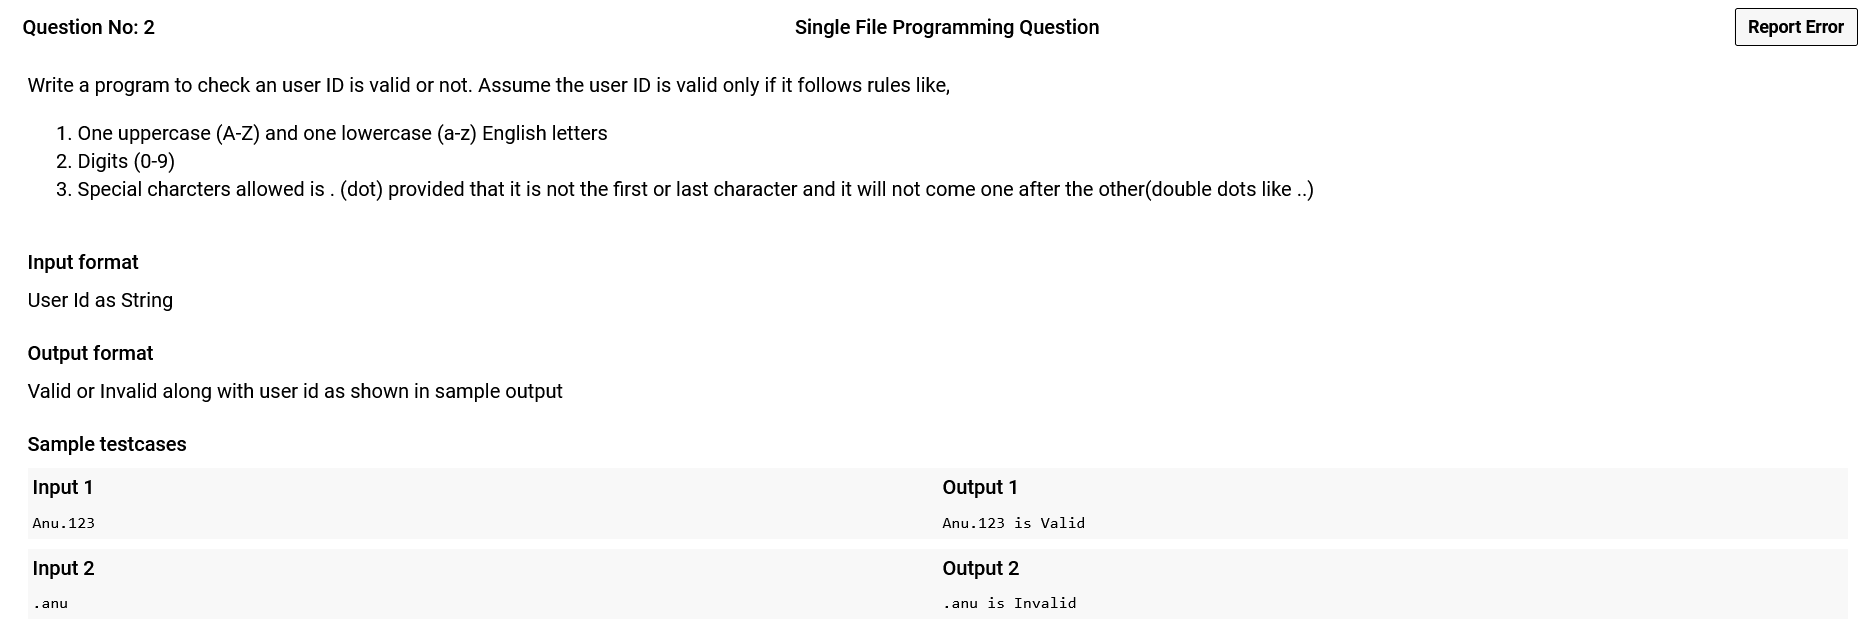 Question No: 2
Single File Programming Question
Report Error
Write a program to check an user ID is valid or not. Assume the user ID is valid only if it follows rules like,
1. One uppercase (A-Z) and one lowercase (a-z) English letters
2. Digits (0-9)
3. Special charcters allowed is . (dot) provided that it is not the first or last character and it will not come one after the other(double dots like ..)
Input format
User Id as String
Output format
Valid or Invalid along with user id as shown in sample output
Sample testcases
Input 1
Output 1
Anu.123
Anu.123 is Valid
Input 2
Output 2
.anu
.anu is Invalid